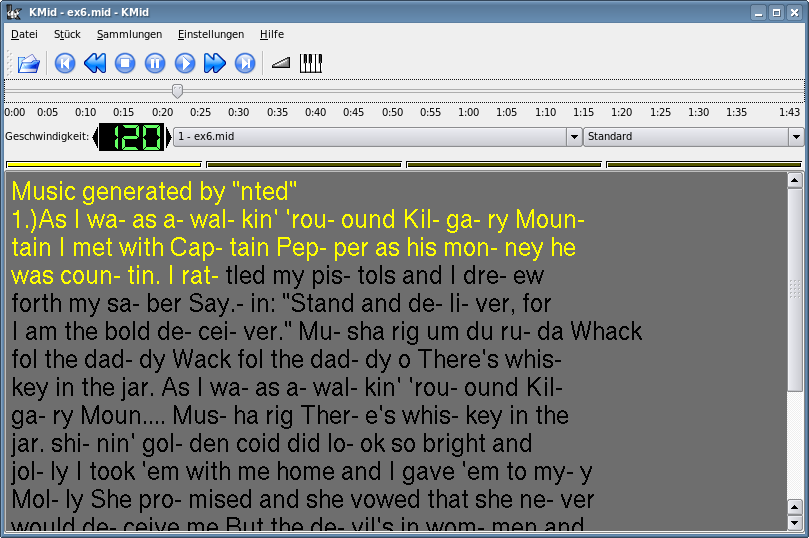 KMid - ex6.mid - KMid
Datei Stück Sammlungen Einstellungen Hilfe
0:00 0:05 0:10 0:15 0:20 0:25 0:30 0:35 0:40 0:45 0:50 0:55 1:00 1:05 1:10 1:15 1:20 1:25 1:30 1:35 1:43
Geschwindigkeit: 120 1 - ex6.mid Standard
Music generated by "nted"
1.)As I wa- as a- wal- kin' 'rou- ound Kil- ga- ry Moun-
tain I met with Cap- tain Pep- per as his mon- ney he
was coun- tin. I rat- tled my pis- tols and I dre- ew
forth my sa- ber Say.- in: "Stand and de- li- ver, for
I am the bold de- cei- ver." Mu- sha rig um du ru- da Whack
fol the dad- dy Wack fol the dad- dy o There's whis-
key in the jar. As I wa- as a- wal- kin' 'rou- ound Kil-
ga- ry Moun.... Mus- ha rig Ther- e's whis- key in the
jar. shi- nin' gol- den coid did lo- ok so bright and
jol- ly I took 'em with me home and I gave 'em to my- y
Mol- ly She pro- mised and she vowed that she ne- ver
would de- ceive me But the de- vil's in wom- men and